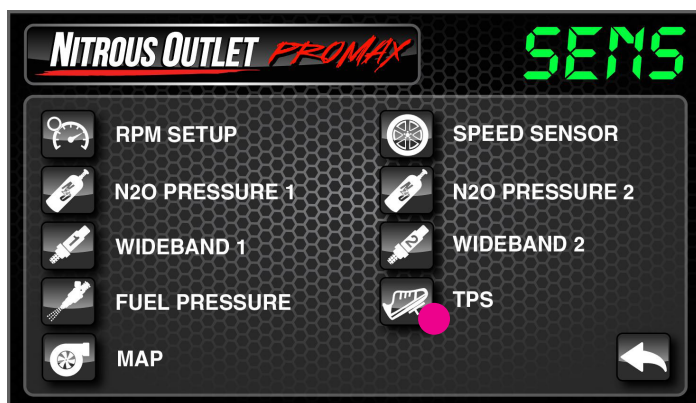 NITROUS OUTLET PROMAX
SENS
RPM SETUP
SPEED SENSOR
N2O PRESSURE 1
N2O PRESSURE 2
WIDEBAND 1
WIDEBAND 2
FUEL PRESSURE
TPS
MAP